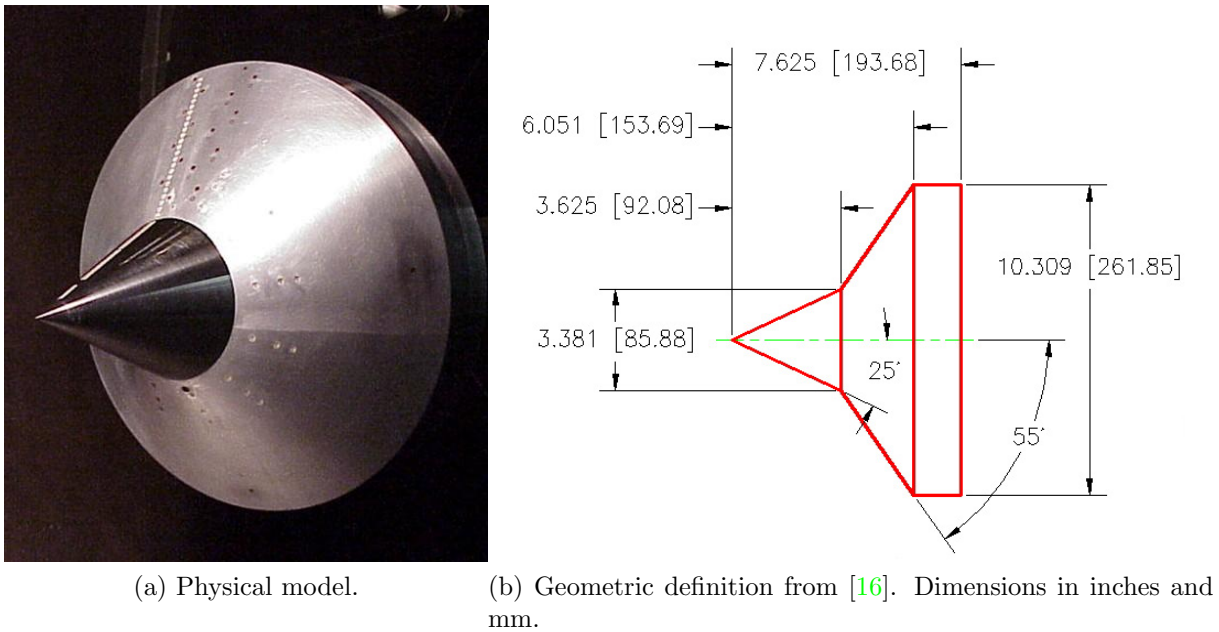 7.625 [193.68]
6.051 [153.69]
3.625 [92.08]
10.309 [261.85]
3.381 [85.88]
25°
55°
(a) Physical model.
(b) Geometric definition from [16]. Dimensions in inches and
mm.